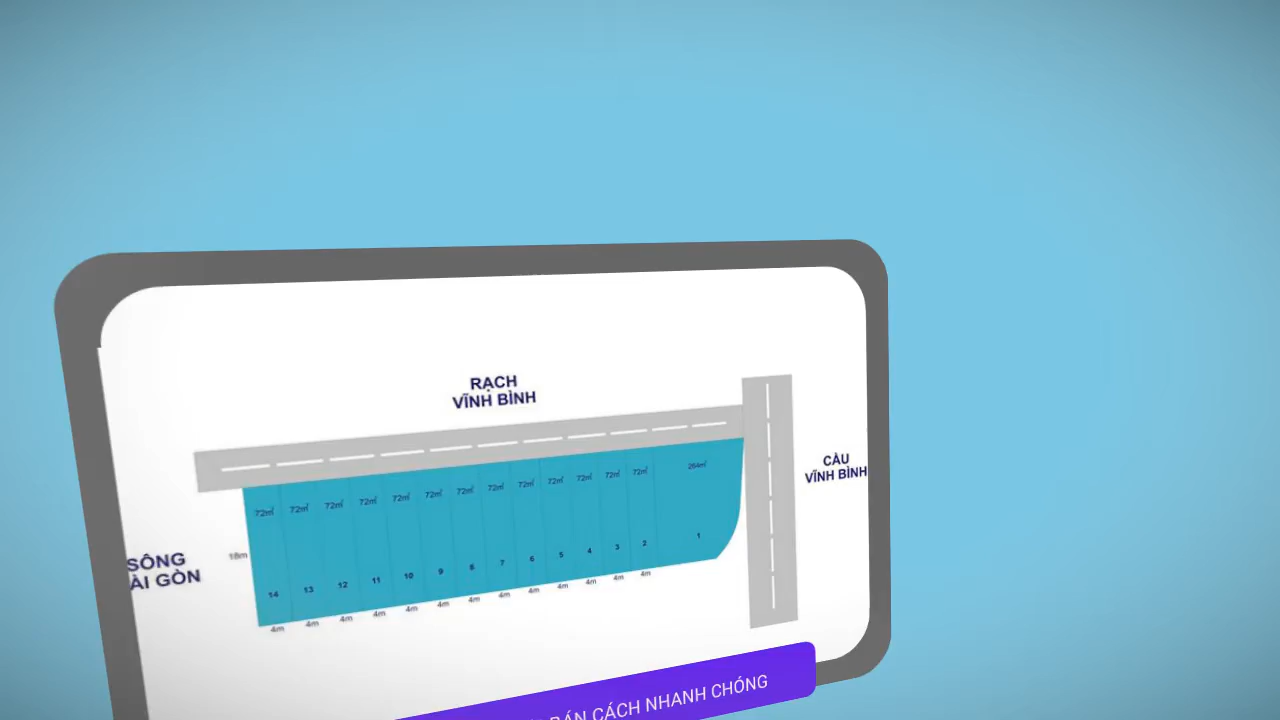 RẠCH
VĨNH BÌNH
CÀU
VĨNH BÌNH
SÔNG
ÀI GÒN
18m
72m² 72m² 72m² 72m² 72m² 72m² 72m² 72m² 72m² 72m² 72m² 72m² 72m² 264m²
14 13 12 11 10 9 8 7 6 5 4 3 2 1
4m 4m 4m 4m 4m 4m 4m 4m 4m 4m 4m 4m 4m
BÁN CÁCH NHANH CHÓNG